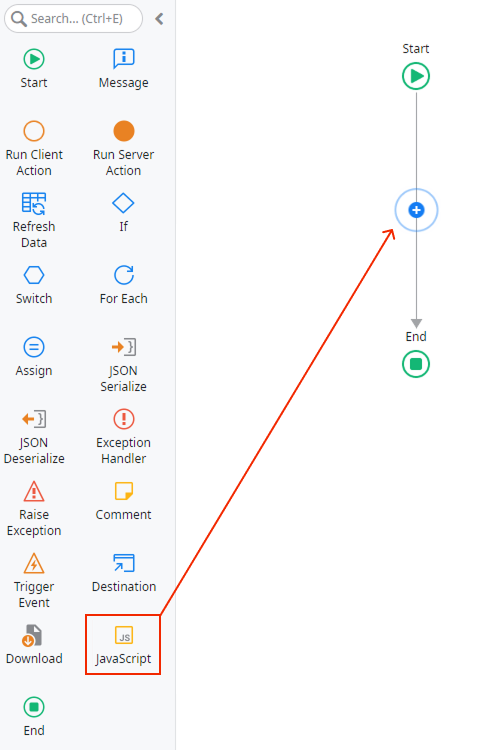 Search... (Ctrl+E)
Start
Message
Run Client
Action
Run Server
Action
Refresh
Data
If
Switch
For Each
Assign
JSON
Serialize
JSON
Deserialize
Exception
Handler
Raise
Exception
Comment
Trigger
Event
Destination
Download
JS
JavaScript
End
Start
End